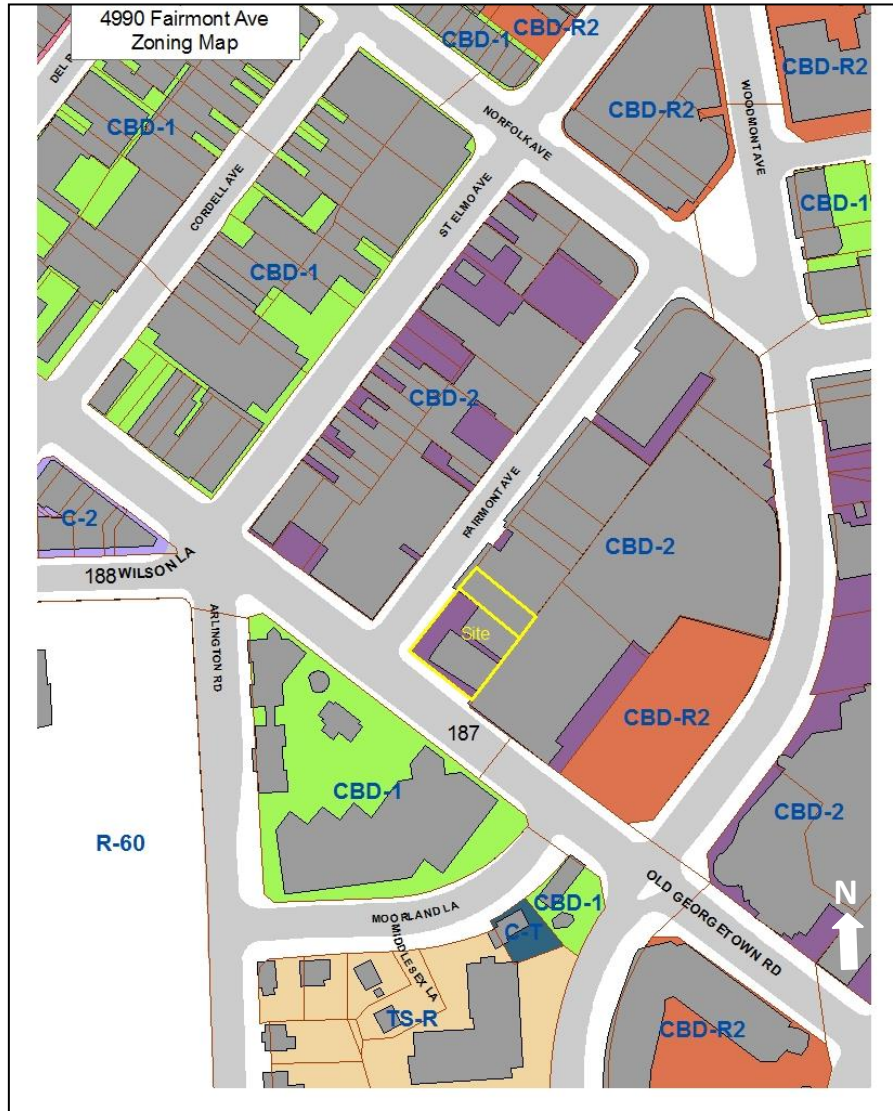 4990 Fairmont Ave
Zoning Map
CBD-1
CBD-R2
CBD-R2
CBD-R2
WOODMONT AVE
NORFOLK AVE
CBD-1
CORDELL AVE
ST ELMO AVE
CBD-1
CBD-1
CBD-2
FAIRMONT AVE
C-2
188
WILSON LA
CBD-2
ARLINGTON RD
Site
CBD-R2
187
CBD-1
R-60
CBD-2
OLD GEORGETOWN RD
N
MOORLAND LA
CBD-1
C-T
MIDDLESEX LA
TS-R
CBD-R2